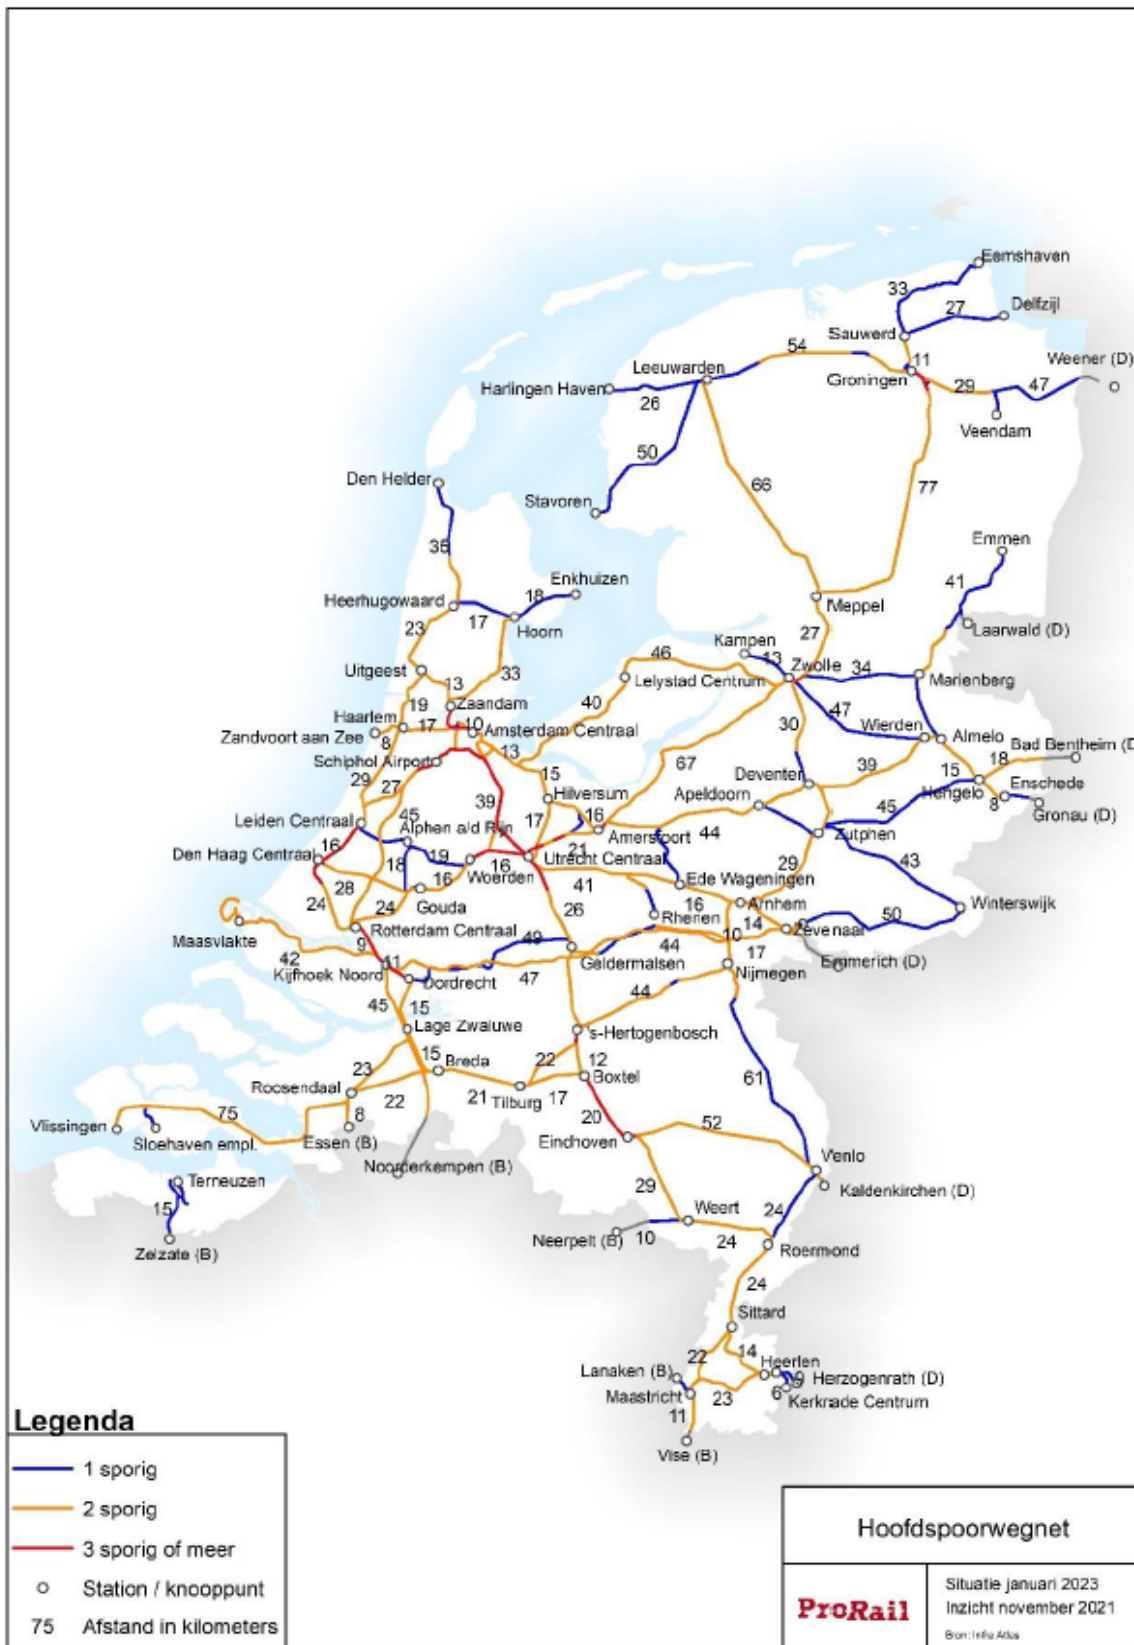 Eemshaven
33
27
Delfzijl
Sauwerd
54
11
Leeuwarden
Groningen
Weener (D)
Harlingen Haven
26
29
47
Veendam
50
Den Helder
66
77
Stavoren
Emmen
35
Enkhuizen
41
18
Heerhugowaard
17
Meppel
Hoorn
Laarwald (D)
23
27
Kampen
46
13
Zwolle
34
Uitgeest
33
Lelystad Centrum
Marienberg
13
40
19
Zaandam
47
Haarlem
17
10
30
Wierden
Zandvoort aan Zee
8
Amsterdam Centraal
Almelo
Bad Bentheim (D
13
67
39
18
Schiphol Airport
15
Deventer
15
29
27
Hilversum
Hengelo
Enschede
39
Apeldoorn
45
8
Gronau (D)
45
16
Leiden Centraal
Alphen a/d Rijn
17
Amersfoort
44
Zutphen
16
21
Den Haag Centraal
19
16
Utrecht Centraal
43
18
Woerden
29
28
16
41
Ede Wageningen
24
24
Gouda
16
Arnhem
Winterswijk
26
Rhenen
14
50
Maasvlakte
Rotterdam Centraal
49
44
10
Zevenaar
42
9
17
11
Geldermalsen
Emmerich (D)
Kijfhoek Noord
47
Nijmegen
Dordrecht
44
45
15
Lage Zwaluwe
's-Hertogenbosch
15
Breda
22
12
23
61
Roosendaal
Boxtel
22
21
Tilburg
17
75
8
20
52
Vlissingen
Sloehaven empl.
Essen (B)
Eindhoven
Noorderkempen (B)
Venlo
Terneuzen
29
Kaldenkirchen (D)
15
Weert
24
Zelzate (B)
Neerpelt (B)
10
24
Roermond
24
Sittard
14
22
Heerlen
Lanaken (B)
9
Herzogenrath (D)
Maastricht
23
6
Kerkrade Centrum
11
Vise (B)
Legenda
1 sporig
2 sporig
3 sporig of meer
Station / knooppunt
75 Afstand in kilometers
Hoofdspoorwegnet
ProRail
Situatie januari 2023
Inzicht november 2021
Bron: Infra Atlas